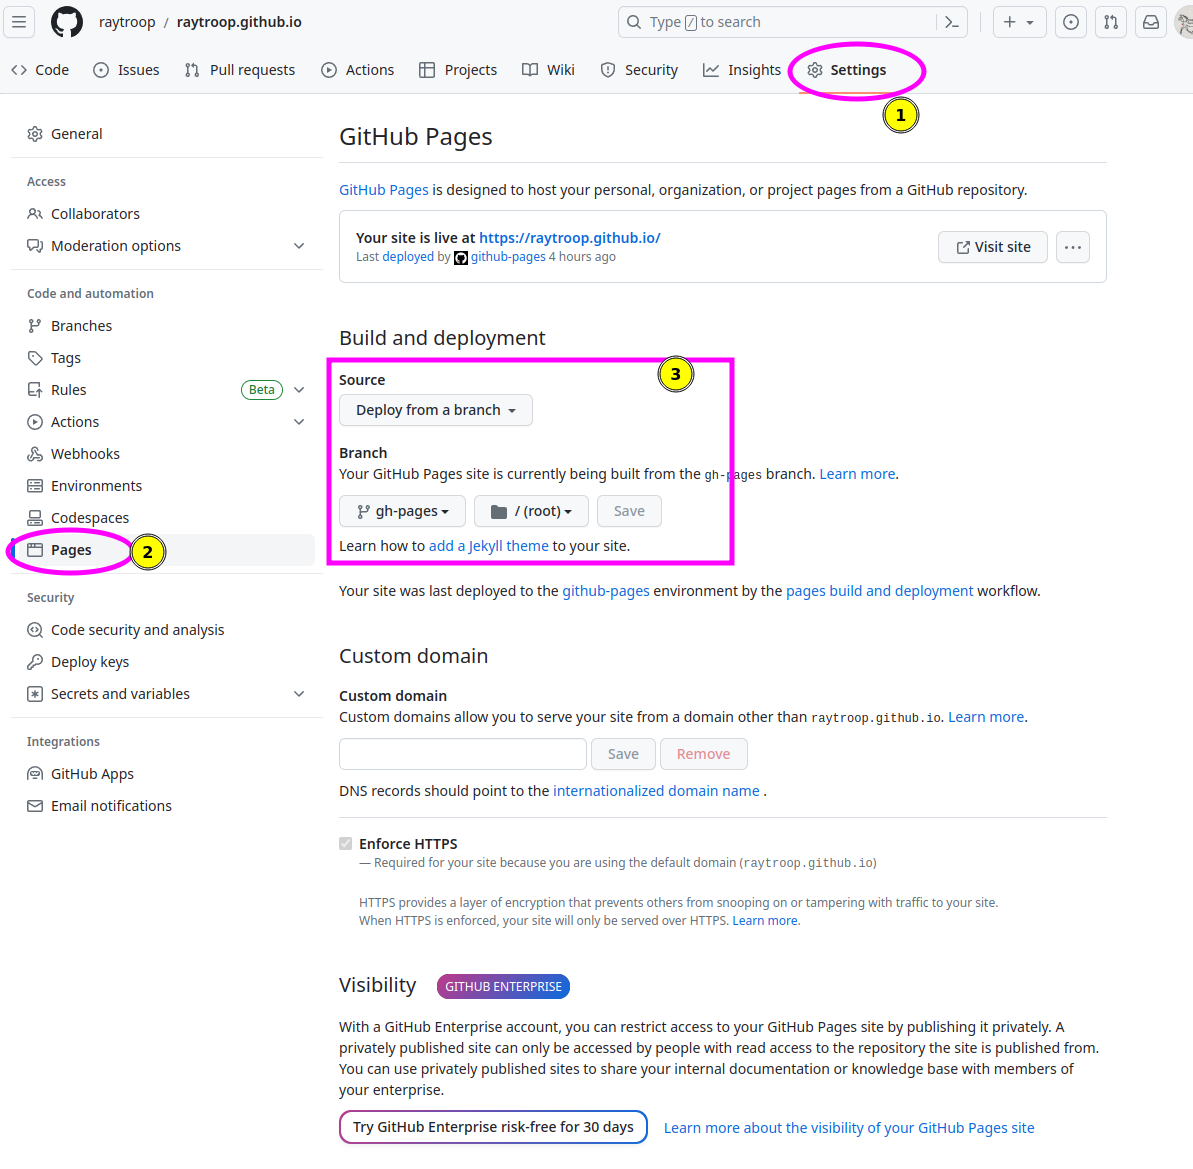 raytroop / raytroop.github.io
Type / to search
Code Issues Pull requests Actions Projects Wiki Security Insights Settings
1
General
Access
Collaborators
Moderation options
Code and automation
Branches
Tags
Rules Beta
Actions
Webhooks
Environments
Codespaces
Pages 2
Security
Code security and analysis
Deploy keys
Secrets and variables
Integrations
GitHub Apps
Email notifications
GitHub Pages
GitHub Pages is designed to host your personal, organization, or project pages from a GitHub repository.
Your site is live at https://raytroop.github.io/
Last deployed by github-pages 4 hours ago
Visit site
Build and deployment
3
Source
Deploy from a branch
Branch
Your GitHub Pages site is currently being built from the gh-pages branch. Learn more.
gh-pages / (root) Save
Learn how to add a Jekyll theme to your site.
Your site was last deployed to the github-pages environment by the pages build and deployment workflow.
Custom domain
Custom domain
Custom domains allow you to serve your site from a domain other than raytroop.github.io. Learn more.
Save Remove
DNS records should point to the internationalized domain name .
Enforce HTTPS
— Required for your site because you are using the default domain (raytroop.github.io)
HTTPS provides a layer of encryption that prevents others from snooping on or tampering with traffic to your site.
When HTTPS is enforced, your site will only be served over HTTPS. Learn more.
Visibility GITHUB ENTERPRISE
With a GitHub Enterprise account, you can restrict access to your GitHub Pages site by publishing it privately. A
privately published site can only be accessed by people with read access to the repository the site is published from.
You can use privately published sites to share your internal documentation or knowledge base with members of
your enterprise.
Try GitHub Enterprise risk-free for 30 days Learn more about the visibility of your GitHub Pages site